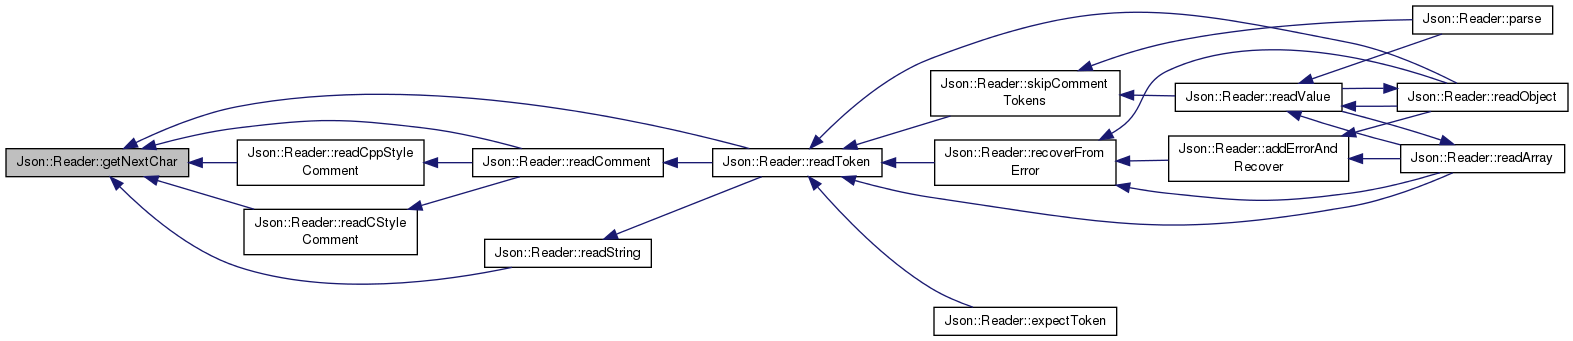 Json::Reader::getNextChar
Json::Reader::readCppStyle
Comment
Json::Reader::readCStyle
Comment
Json::Reader::readComment
Json::Reader::readString
Json::Reader::readToken
Json::Reader::skipComment
Tokens
Json::Reader::recoverFrom
Error
Json::Reader::expectToken
Json::Reader::readValue
Json::Reader::addErrorAnd
Recover
Json::Reader::parse
Json::Reader::readObject
Json::Reader::readArray